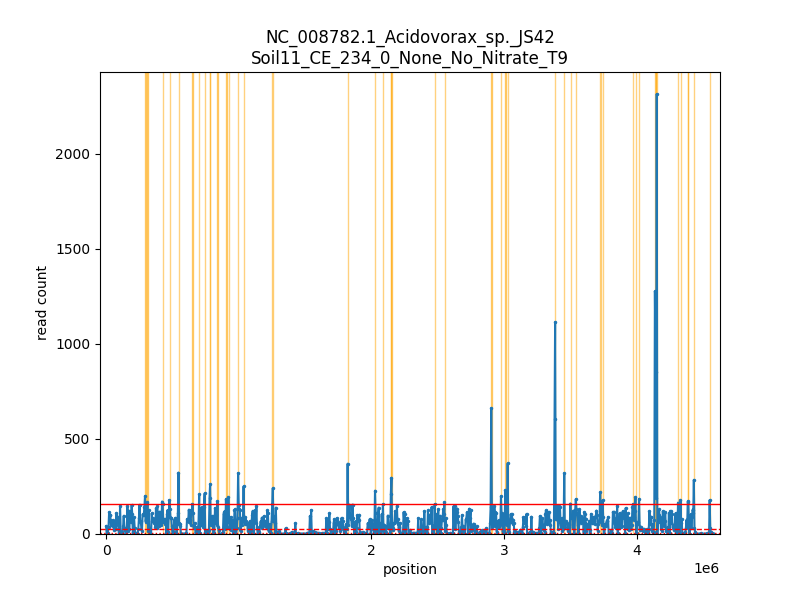 NC_008782.1_Acidovorax_sp._JS42
Soil11_CE_234_0_None_No_Nitrate_T9
2000
1500
1000
500
0
read count
0
1
2
3
4
1e6
position